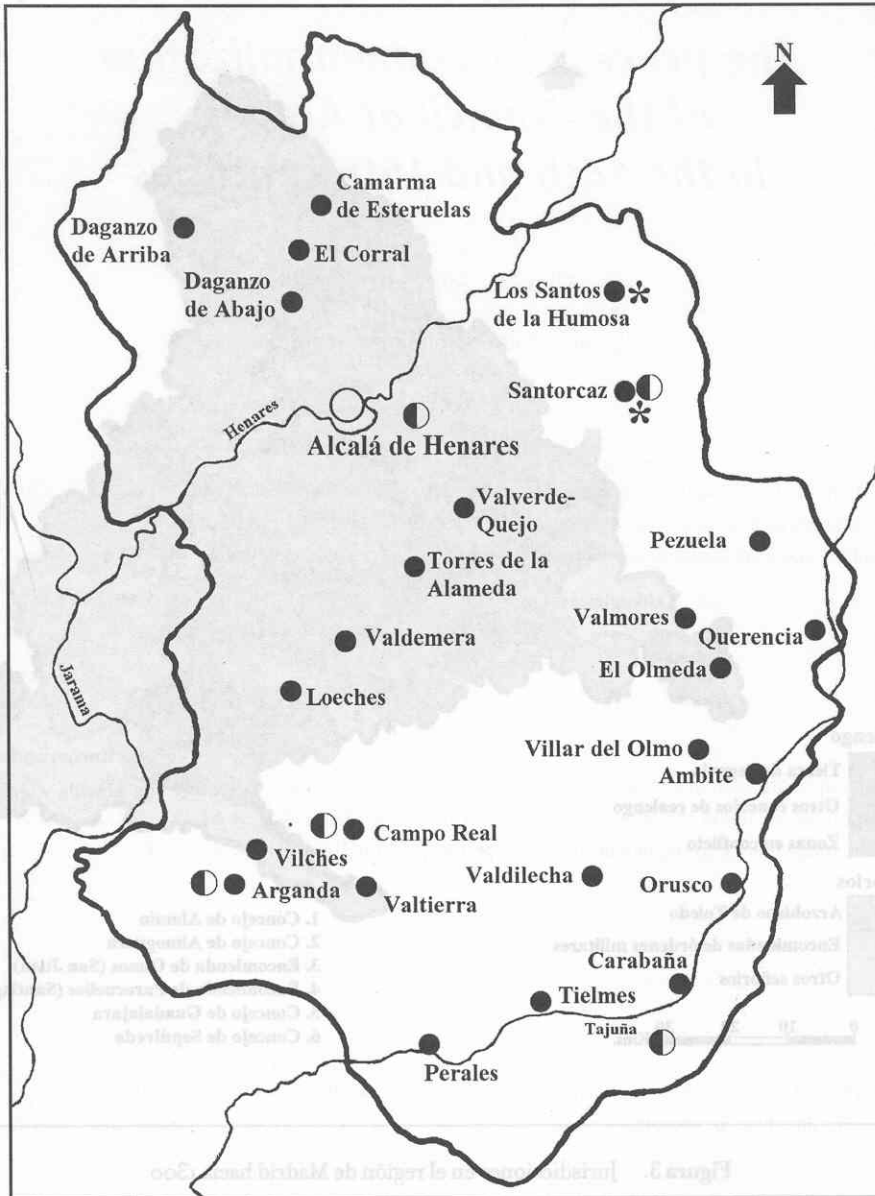 N
Camarma
de Esteruelas
Daganzo
de Arriba
El Corral
Daganzo
de Abajo
Los Santos
de la Humosa
Santorcaz
Henares
Alcalá de Henares
Valverde-
Quejo
Pezuela
Torres de la
Alameda
Valmores
Querencia
Valdemera
El Olmeda
Jarama
Loeches
Villar del Olmo
Ambite
Campo Real
Vilches
Valdilecha
Orusco
Arganda
Valtierra
Carabaña
Tielmes
Tajuña
Perales